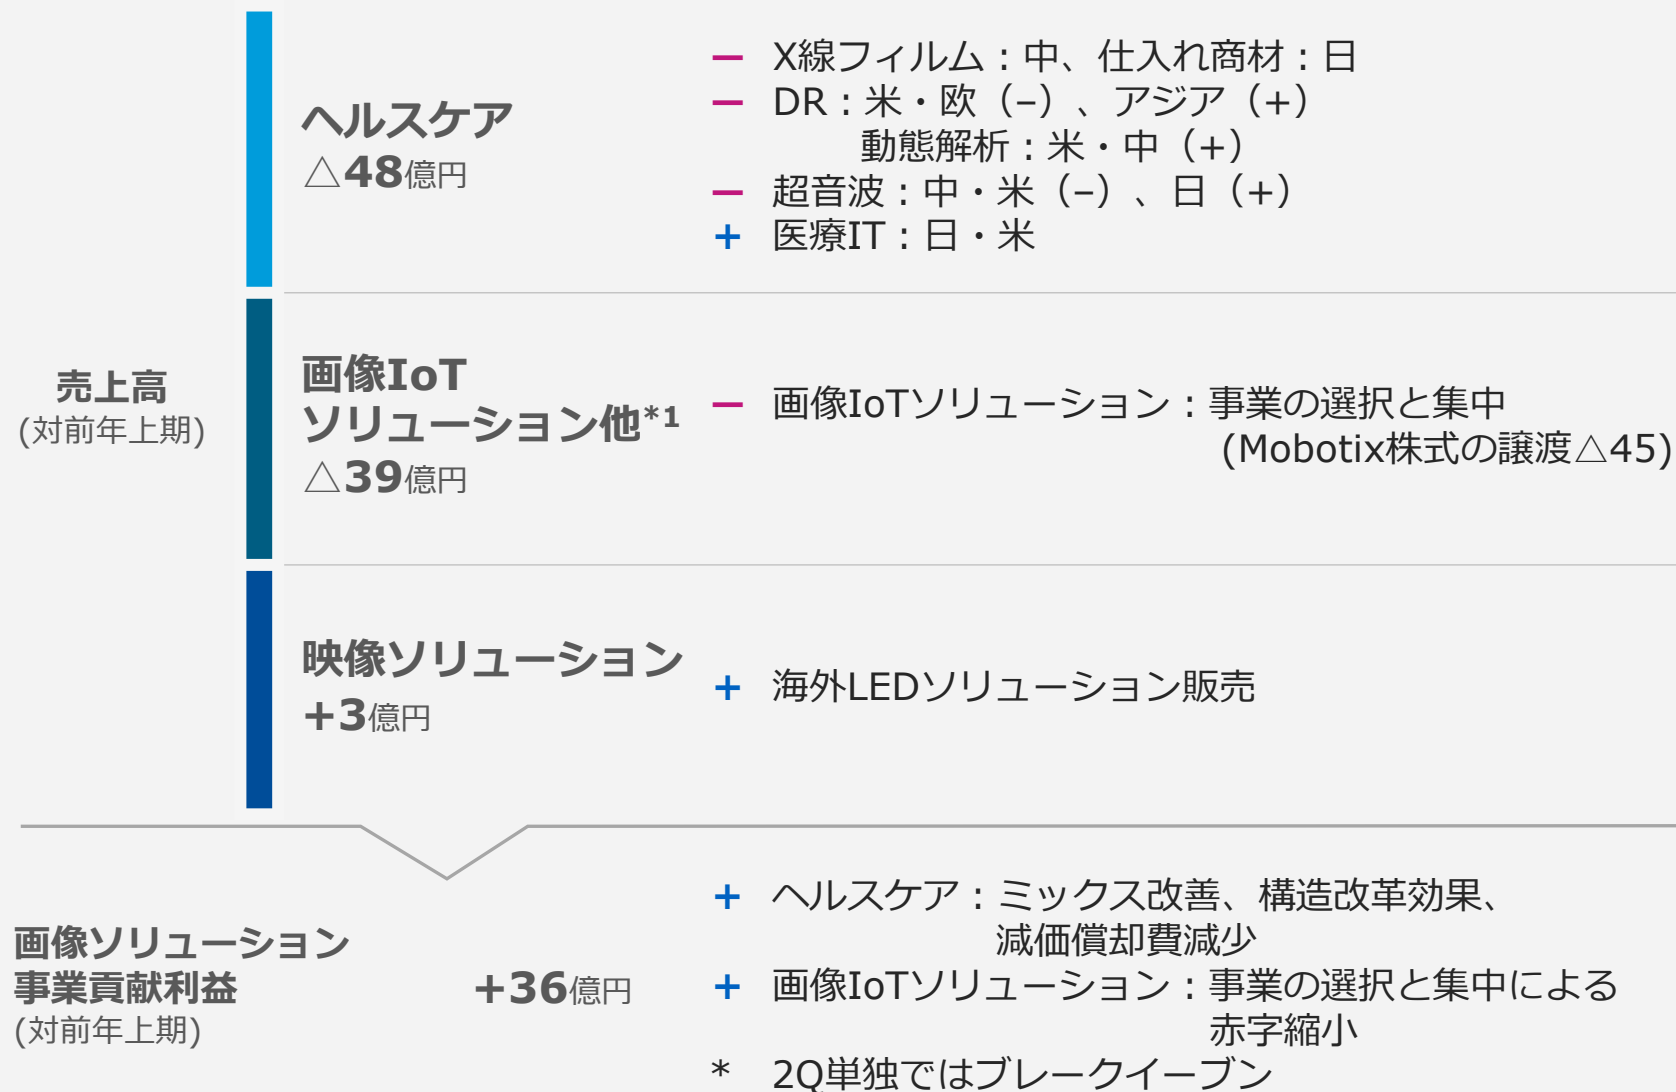 売上高
(対前年上期)
ヘルスケア
△48億円
― X線フィルム：中、仕入れ商材：日
― DR：米・欧（–）、アジア（+）
動態解析：米・中（+）
― 超音波：中・米（–）、日（+）
+ 医療IT：日・米
画像IoT
ソリューション他*1
△39億円
― 画像IoTソリューション：事業の選択と集中
(Mobotix株式の譲渡△45)
映像ソリューション
+3億円
+ 海外LEDソリューション販売
画像ソリューション
事業貢献利益
(対前年上期)
+36億円
+ ヘルスケア：ミックス改善、構造改革効果、
減価償却費減少
+ 画像IoTソリューション：事業の選択と集中による
赤字縮小
* 2Q単独ではブレークイーブン